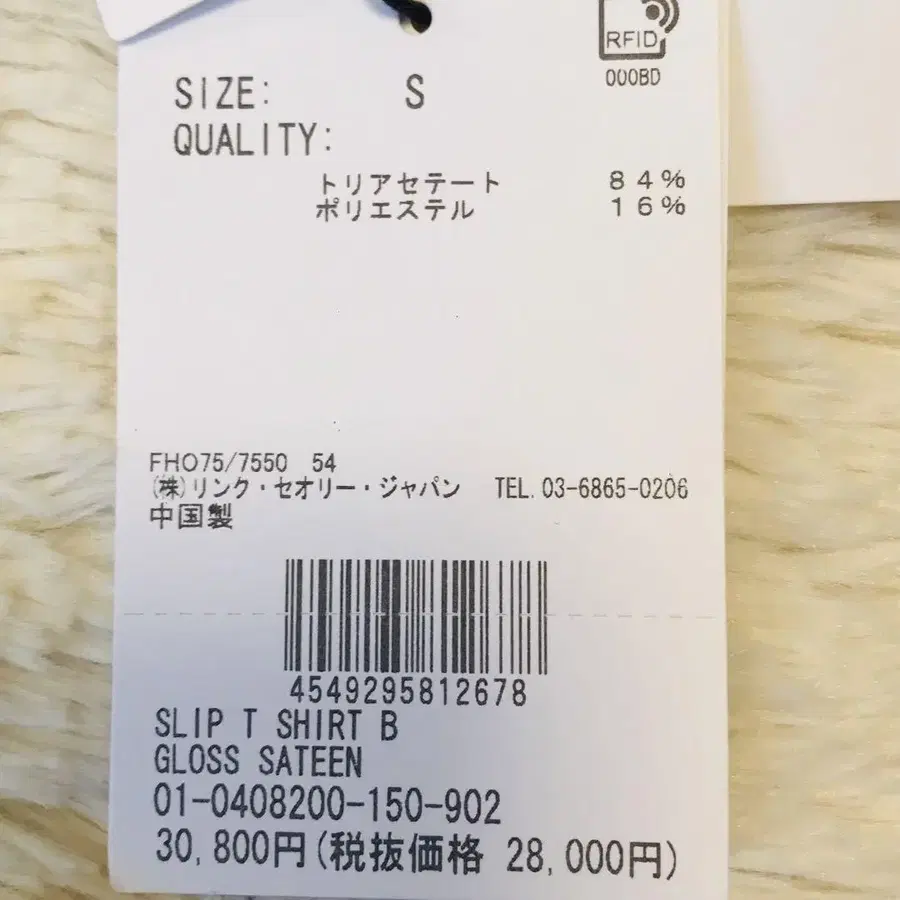 RFID
000BD
SIZE: S
QUALITY:
トリアセテート 84%
ポリエステル 16%
FHO75/7550 54
(株)リンク・セオリー・ジャパン TEL.03-6865-0206
中国製
4549295812678
SLIP T SHIRT B
GLOSS SATEEN
01-0408200-150-902
30,800円(税抜価格 28,000円)